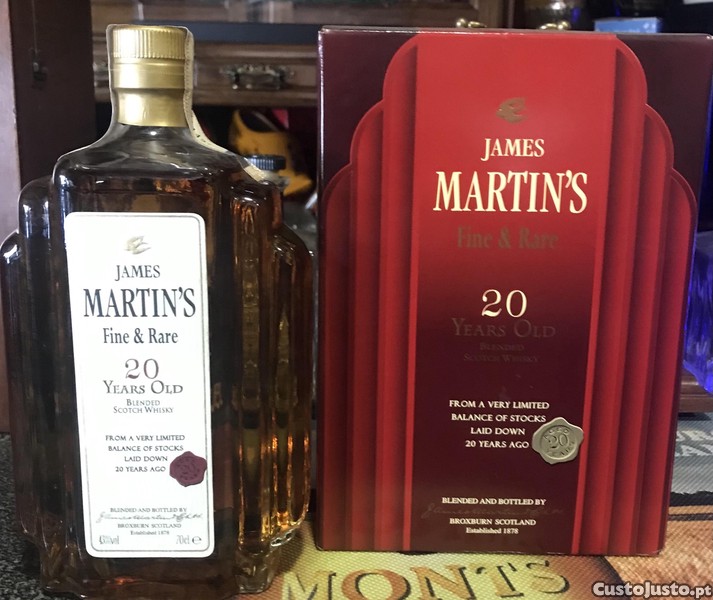 JAMES
MARTIN'S
Fine & Rare
20
YEARS OLD
BLENDED
SCOTCH WHISKY
FROM A VERY LIMITED
BALANCE OF STOCKS
LAID DOWN
20 YEARS AGO
BLENDED AND BOTTLED BY
BROXBURN SCOTLAND
Established 1878
43%vol
70cl e
JAMES
MARTIN'S
Fine & Rare
20
YEARS OLD
BLENDED
SCOTCH WHISKY
FROM A VERY LIMITED
BALANCE OF STOCKS
LAID DOWN
20 YEARS AGO
20
BLENDED AND BOTTLED BY
BROXBURN SCOTLAND
Established 1878
MONTS
CustoJusto.pt